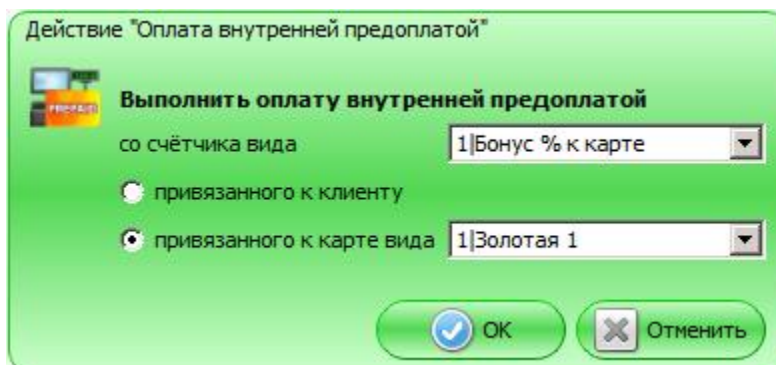 Действие "Оплата внутренней предоплатой"
PREPAID
Выполнить оплату внутренней предоплатой
со счётчика вида 1|Бонус % к карте
привязанного к клиенту
привязанного к карте вида 1|Золотая 1
OK Отменить